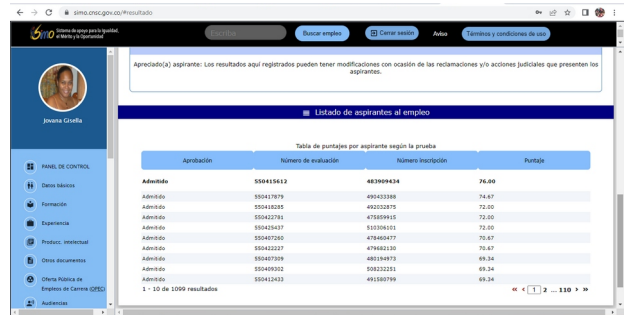 simo.cnsc.gov.co/#resultado
Simo Sistema de apoyo para la Igualdad,
el Mérito y la Oportunidad
Escriba
Buscar empleo
Cerrar sesión
Aviso
Términos y condiciones de uso
Jovana Gisella
PANEL DE CONTROL
Datos básicos
Formación
Experiencia
Produco. intelectual
Otros documentos
Oferta Pública de
Empleos de Carrera (OPEC)
Audiencias
Apreciado(a) aspirante: Los resultados aquí registrados pueden tener modificaciones con ocasión de las reclamaciones y/o acciones judiciales que presenten los
aspirantes.
Listado de aspirantes al empleo
Tabla de puntajes por aspirante según la prueba
Aprobación Número de evaluación Número inscripción Puntaje
Admitido 550415612 483909434 76.00
Admitido 550417879 490433388 74.67
Admitido 550418285 492032875 72.00
Admitido 550422781 475859915 72.00
Admitido 550425437 510306101 72.00
Admitido 550407260 478460477 70.67
Admitido 550422227 479682130 70.67
Admitido 550407309 480194973 69.34
Admitido 550409302 508232251 69.34
Admitido 550412433 491580799 69.34
1 - 10 de 1099 resultados
« ‹ 1 2 ... 110 › »